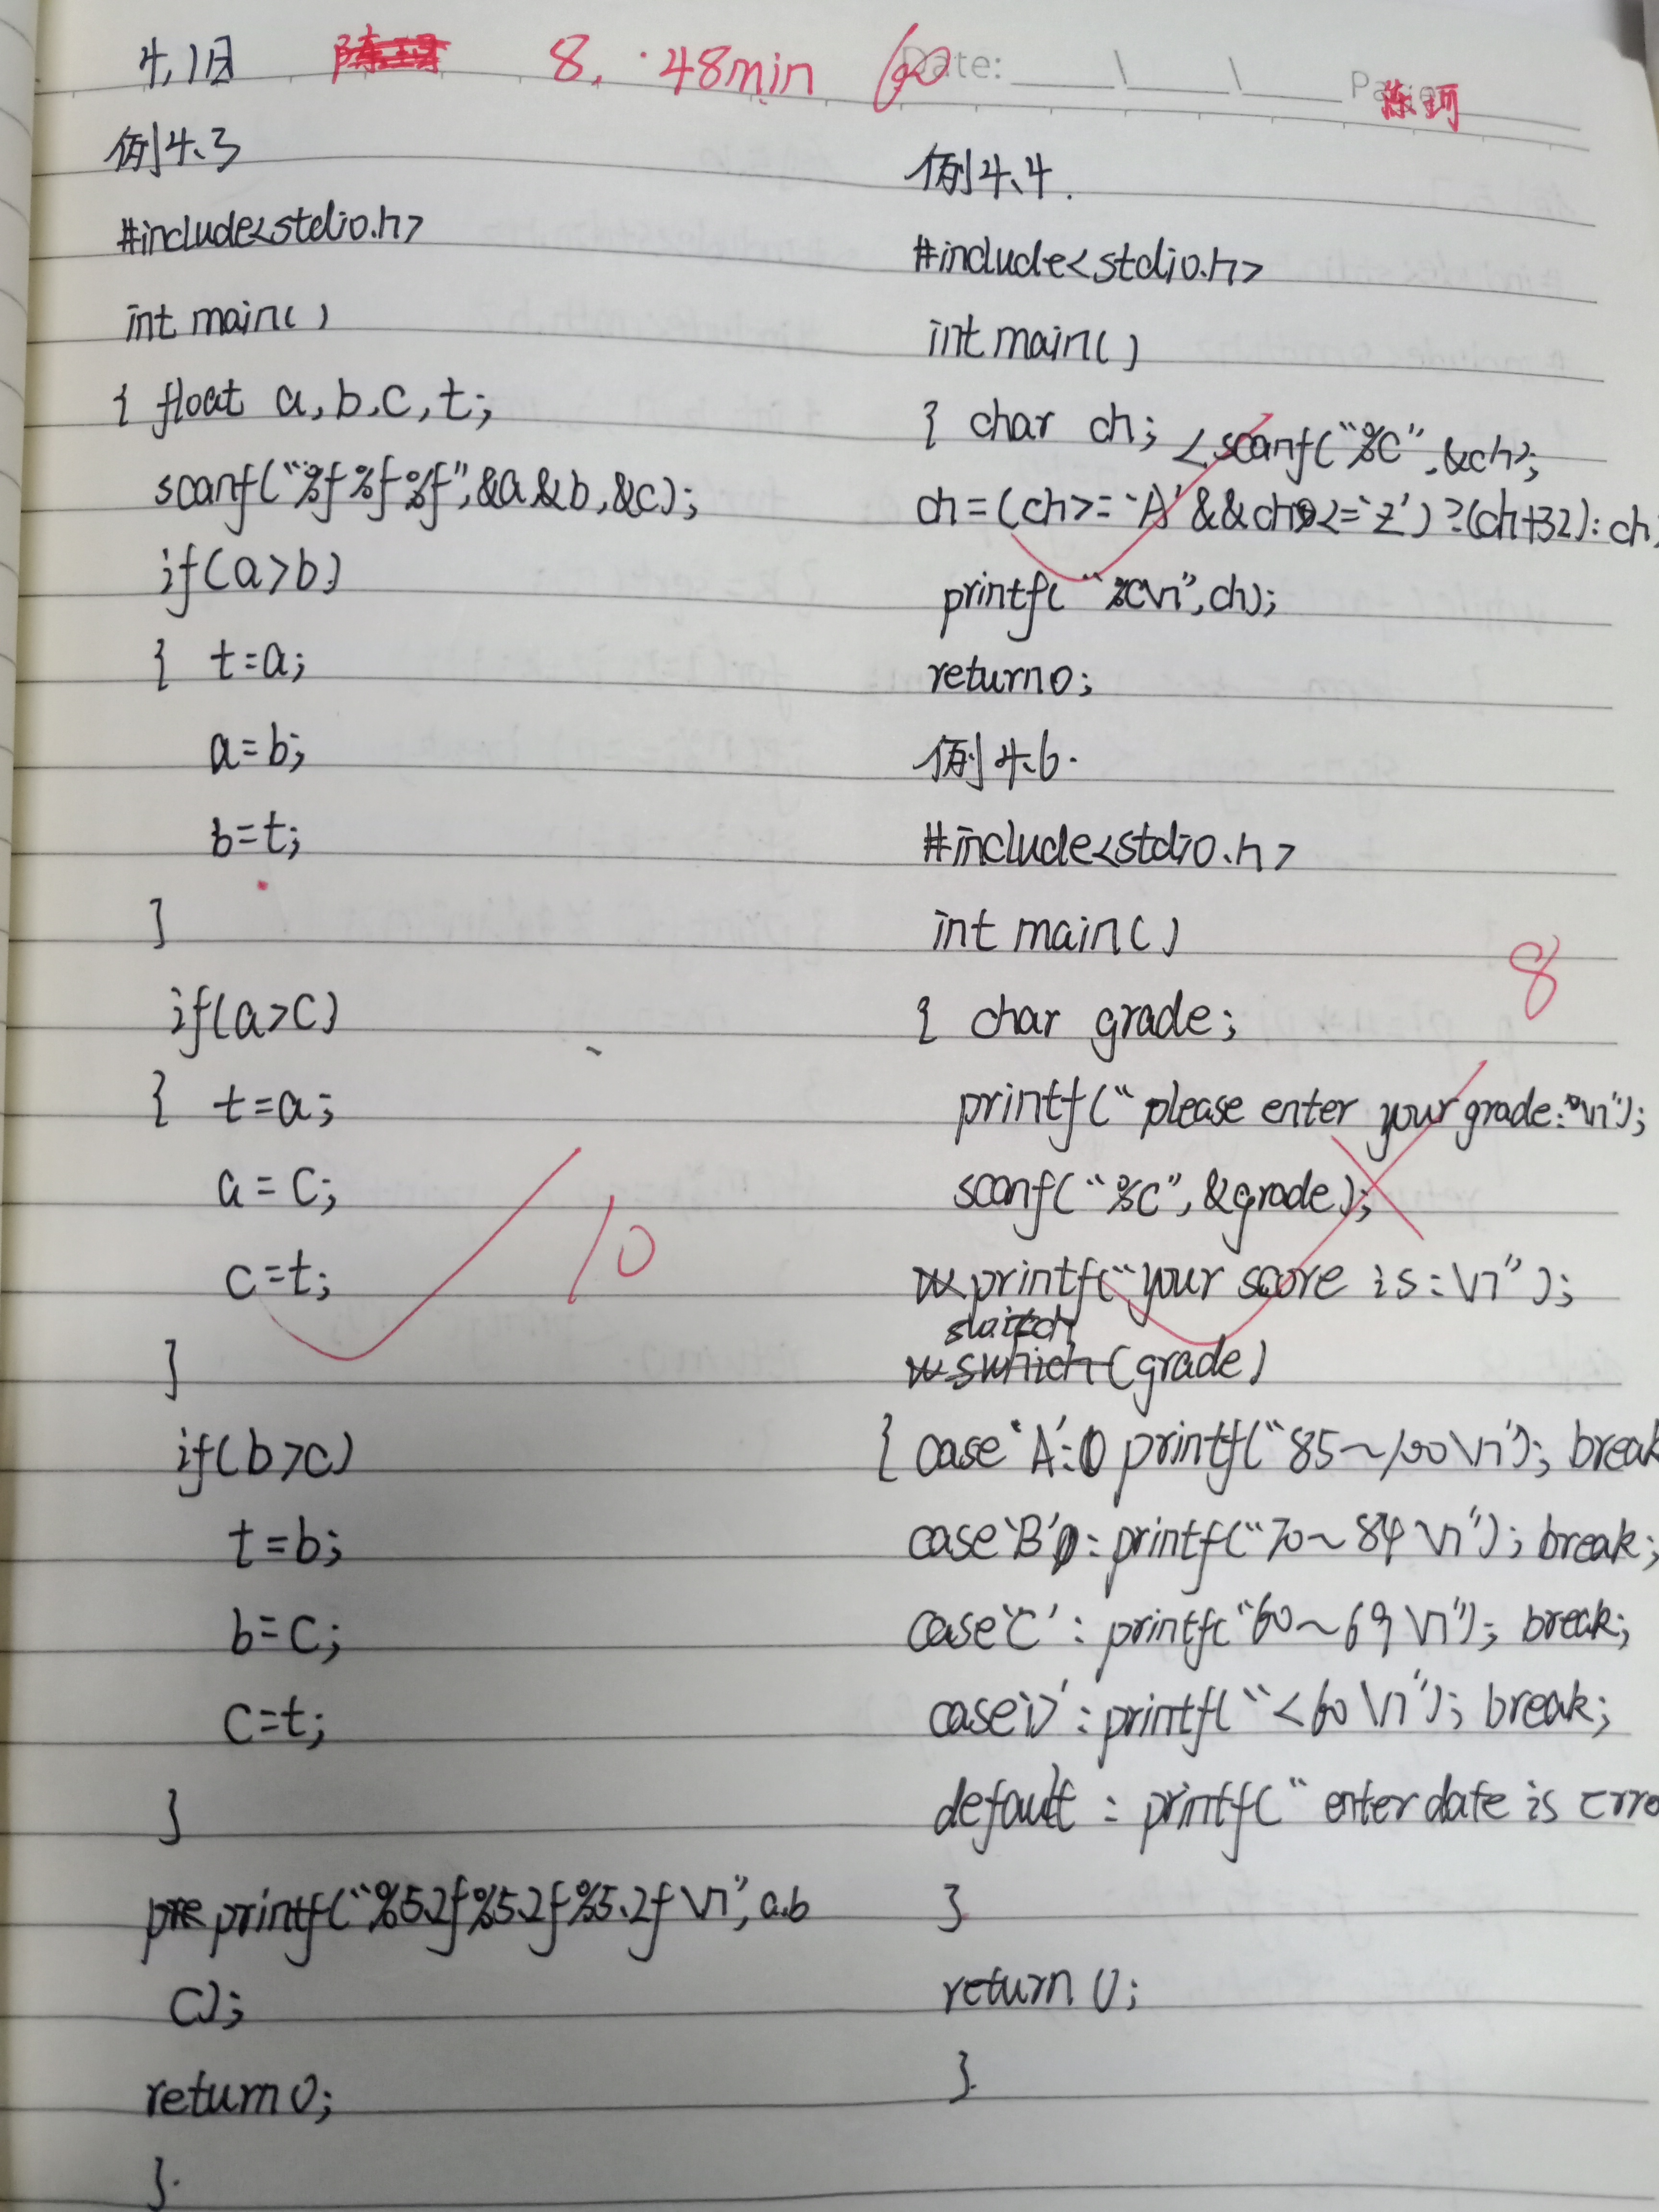 4.1日 8. 48min 60 Date: 陈珂
例4.3
#include<stdio.h>
int main()
{ float a,b,c,t;
scanf("%f%f%f",&a&b,&c);
if(a>b)
{ t=a;
a=b;
b=t;
}
if(a>c)
{ t=a;
a=c;
c=t;
10
}
if(b>c)
t=b;
b=c;
c=t;
}
printf("%5.2f%5.2f%5.2f\n",a.b
c);
return 0;
}.
例4.4.
#include<stdio.h>
int main()
{ char ch; scanf("%c",&ch);
ch=(ch>='A'&&ch<='z')?(ch+32):ch;
printf("%c\n",ch);
return 0;
例4.6.
#include<stdio.h>
int main()
8
{ char grade;
printf("please enter your grade:\n");
scanf("%c",&grade);
printf("your score is:\n");
switch
(grade)
{ case'A': printf("85~100\n"); break
case'B': printf("70~84\n"); break;
case'C': printf("60~69\n"); break;
case'D': printf("<60\n"); break;
default: printf("enter date is erro
}
return 0;
}.